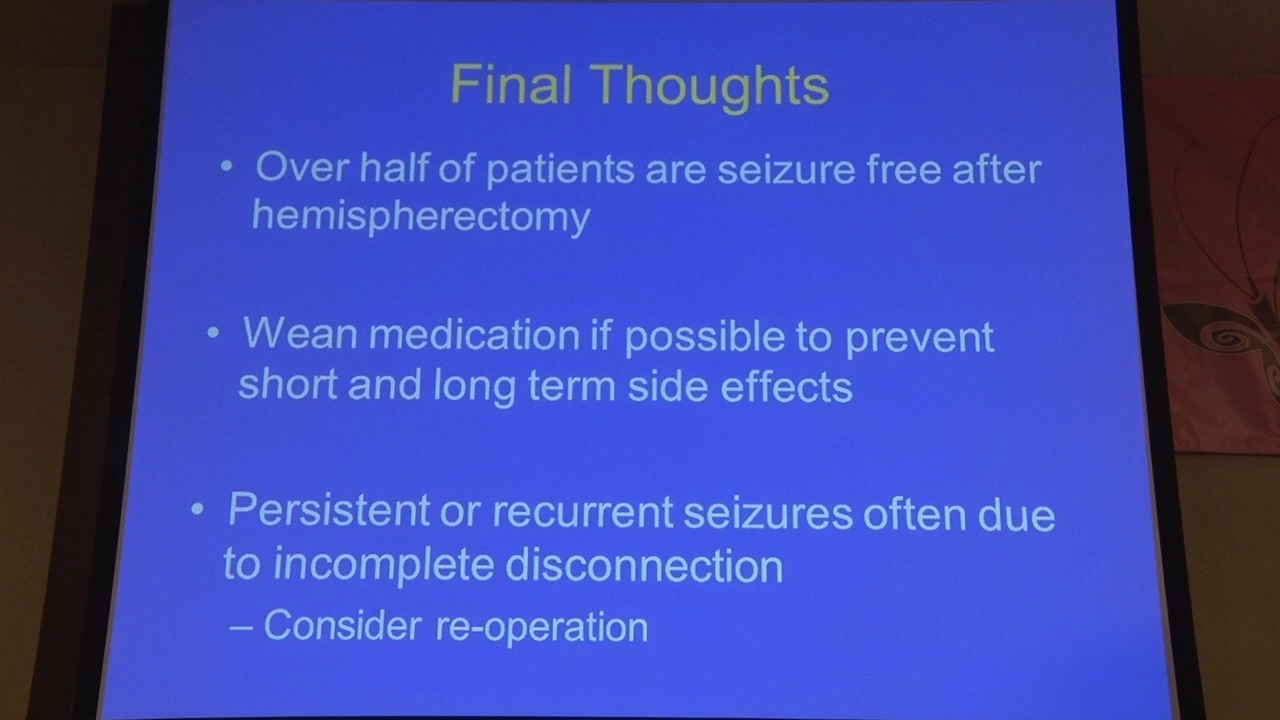 Final Thoughts
• Over half of patients are seizure free after
hemispherectomy
• Wean medication if possible to prevent
short and long term side effects
• Persistent or recurrent seizures often due
to incomplete disconnection
– Consider re-operation